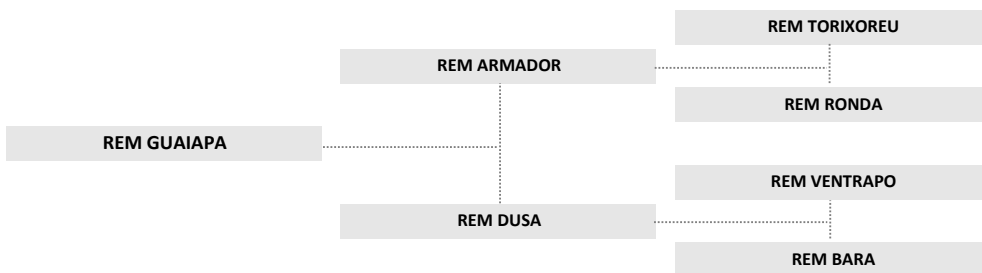 REM TORIXOREU
REM ARMADOR
REM RONDA
REM GUAIAPA
REM VENTRAPO
REM DUSA
REM BARA